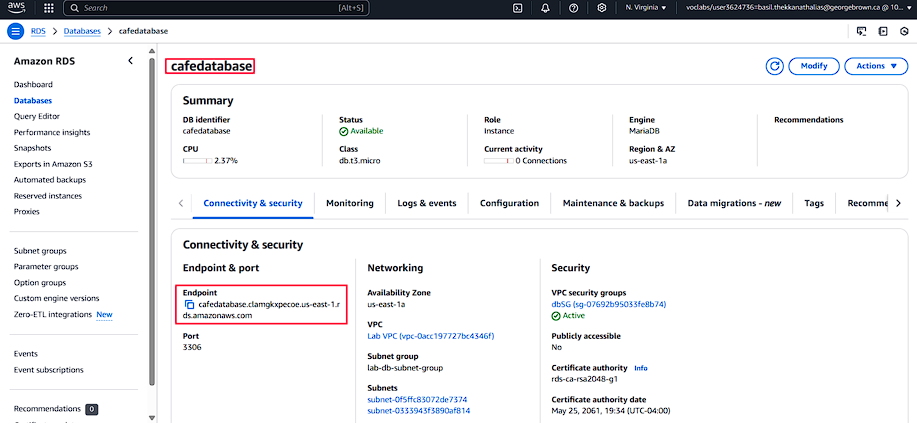 aws
Search
[Alt+S]
N. Virginia
voclabs/user3624736=basil.thekkanathalias@georgebrown.ca @ 10...
RDS
Databases
cafedatabase
Amazon RDS
Dashboard
Databases
Query Editor
Performance insights
Snapshots
Exports in Amazon S3
Automated backups
Reserved instances
Proxies
Subnet groups
Parameter groups
Option groups
Custom engine versions
Zero-ETL integrations New
Events
Event subscriptions
Recommendations 0
cafedatabase
Modify
Actions
Summary
DB identifier
cafedatabase
Status
Available
Role
Instance
Engine
MariaDB
Recommendations
CPU
2.37%
Class
db.t3.micro
Current activity
0 Connections
Region & AZ
us-east-1a
Connectivity & security
Monitoring
Logs & events
Configuration
Maintenance & backups
Data migrations - new
Tags
Recomme
Connectivity & security
Endpoint & port
Endpoint
cafedatabase.clamgkxpecoe.us-east-1.r
ds.amazonaws.com
Port
3306
Networking
Availability Zone
us-east-1a
VPC
Lab VPC (vpc-0acc197727bc4346f)
Subnet group
lab-db-subnet-group
Subnets
subnet-0f5ffc83072de7374
subnet-0333943f3890af814
Security
VPC security groups
dbSG (sg-07692b95033fe8b74)
Active
Publicly accessible
No
Certificate authority Info
rds-ca-rsa2048-g1
Certificate authority date
May 25, 2061, 19:34 (UTC-04:00)